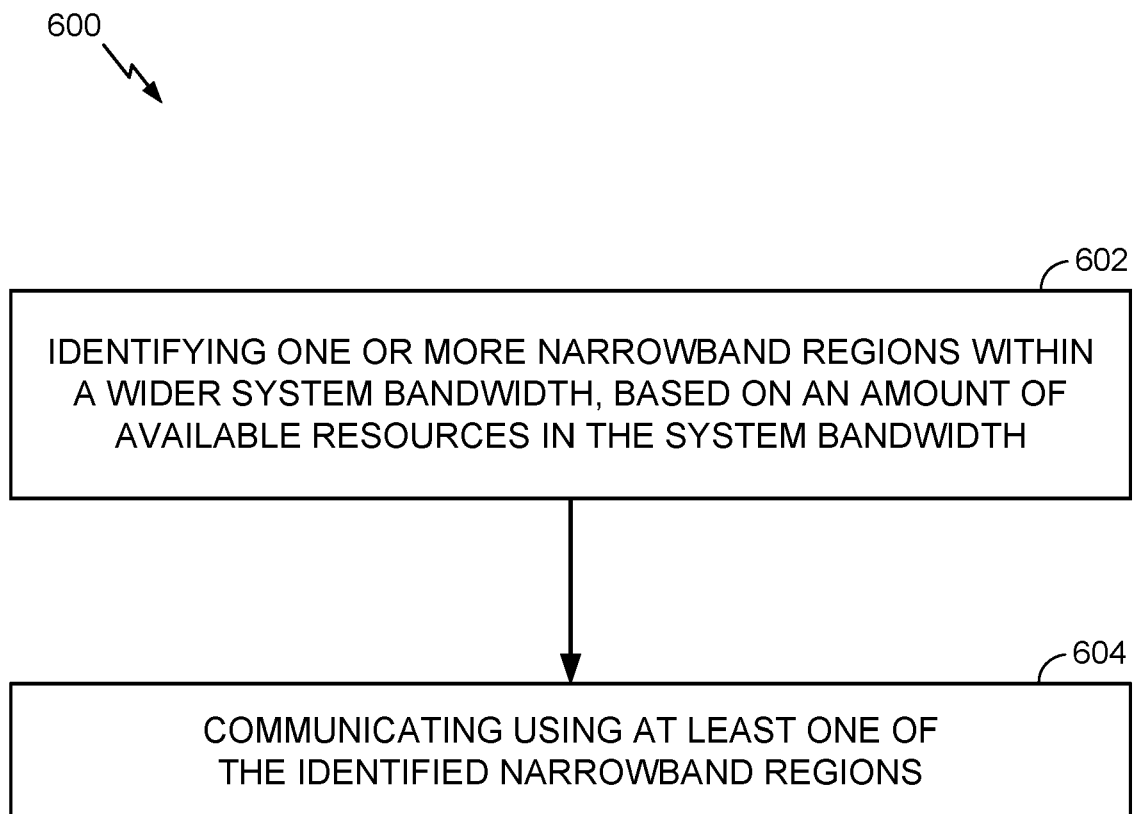 600
602
IDENTIFYING ONE OR MORE NARROWBAND REGIONS WITHIN
A WIDER SYSTEM BANDWIDTH, BASED ON AN AMOUNT OF
AVAILABLE RESOURCES IN THE SYSTEM BANDWIDTH
604
COMMUNICATING USING AT LEAST ONE OF
THE IDENTIFIED NARROWBAND REGIONS